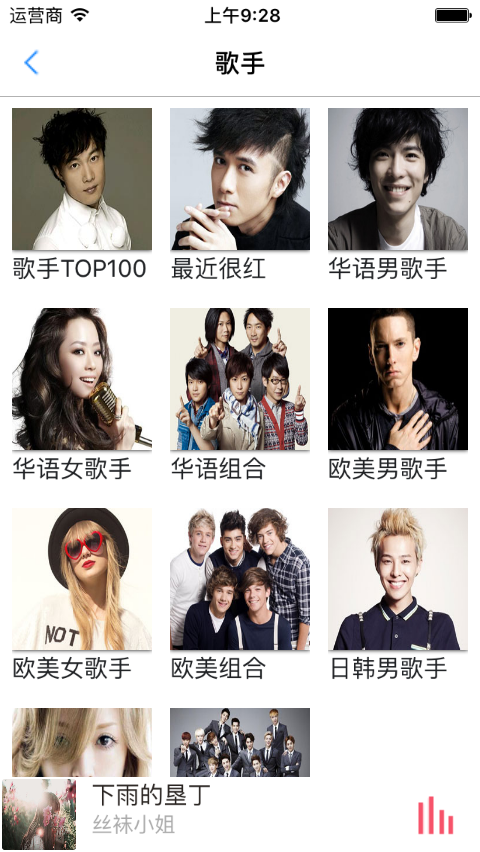 运营商 上午9:28
歌手
歌手TOP100 最近很红 华语男歌手
华语女歌手 华语组合 欧美男歌手
NOT
欧美女歌手 欧美组合 日韩男歌手
下雨的垦丁
丝袜小姐